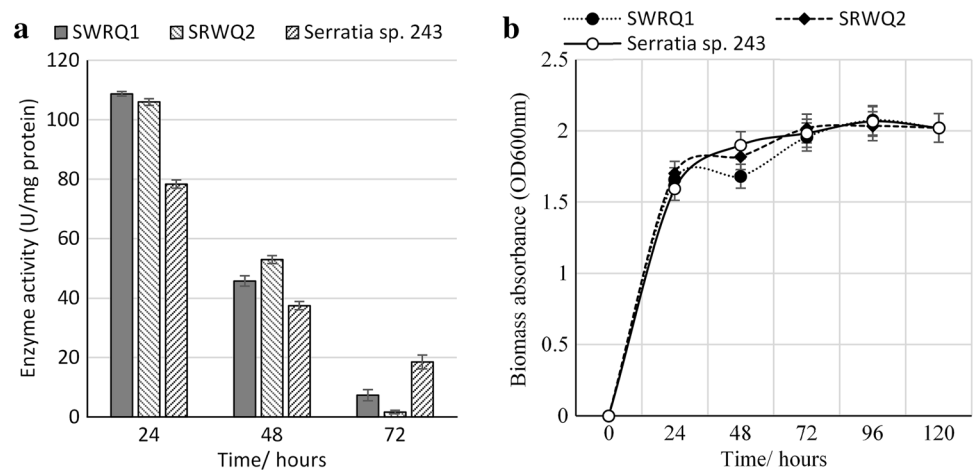 a SWRQ1 SRWQ2 Serratia sp. 243
120
100
80
60
40
20
0
Enzyme activity (U/mg protein)
24 48 72
Time/ hours
b SWRQ1 SRWQ2
Serratia sp. 243
2.5
2
1.5
1
0.5
0
Biomass absorbance (OD600nm)
0 24 48 72 96 120
Time/ hours